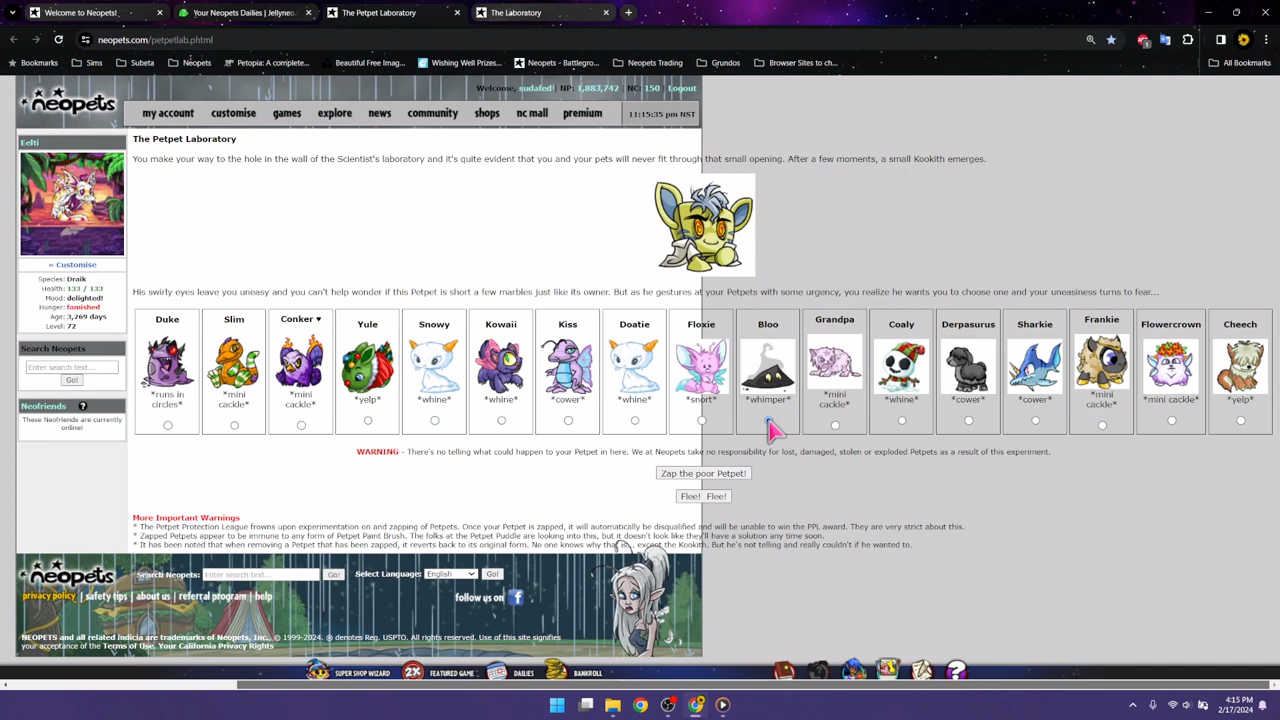 Welcome to Neopets!
Your Neopets Dailies | Jellyneo.
The Petpet Laboratory
The Laboratory
neopets.com/petpetlab.phtml
Bookmarks
Sims
Subeta
Neopets
Petopia: A complete...
Beautiful Free Imag...
Wishing Well Prizes...
Neopets - Battlegro...
Neopets Trading
Grundos
Browser Sites to ch...
All Bookmarks
neopets
Welcome, sudafed | NP: 1,883,742 | NC: 150 | Logout
my account customise games explore news community shops nc mall premium 11:15:35 pm NST
Eelti
» Customise
Species: Draik
Health: 133 / 133
Mood: delighted!
Hunger: famished
Age: 3,269 days
Level: 72
Search Neopets
Enter search text...
Go!
Neofriends ?
These Neofriends are currently
online!
The Petpet Laboratory
You make your way to the hole in the wall of the Scientist's laboratory and it's quite evident that you and your pets will never fit through that small opening. After a few moments, a small Kookith emerges.
His swirly eyes leave you uneasy and you can't help wonder if this Petpet is short a few marbles just like its owner. But as he gestures at your Petpets with some urgency, you realize he wants you to choose one and your uneasiness turns to fear...
Duke Slim Conker ♥ Yule Snowy Kowaii Kiss Doatie Floxie Bloo Grandpa Coaly Derpasurus Sharkie Frankie Flowercrown Cheech
*runs in circles* *mini cackle* *mini cackle* *yelp* *whine* *whine* *cower* *whine* *snort* *whimper* *mini cackle* *whine* *cower* *cower* *mini cackle* *mini cackle* *yelp*
WARNING - There's no telling what could happen to your Petpet in here. We at Neopets take no responsibility for lost, damaged, stolen or exploded Petpets as a result of this experiment.
Zap the poor Petpet!
Flee! Flee!
More Important Warnings
* The Petpet Protection League frowns upon experimentation on and zapping of Petpets. Once your Petpet is zapped, it will automatically be disqualified and will be unable to win the PPL award. They are very strict about this.
* Zapped Petpets appear to be immune to any form of Petpet Paint Brush. The folks at the Petpet Puddle are looking into this, but it doesn't look like they'll have a solution any time soon.
* It has been noted that when removing a Petpet that has been zapped, it reverts back to its original form. No one knows why that is, except the Kookith. But he's not telling and really couldn't if he wanted to.
neopets
Search Neopets: Enter search text... Go! Select Language: English Go!
privacy policy | safety tips | about us | referral program | help
follow us on f
NEOPETS and all related indicia are trademarks of Neopets, Inc., © 1999-2024. ® denotes Reg. USPTO. All rights reserved. Use of this site signifies
your acceptance of the Terms of Use. Your California Privacy Rights
SUPER SHOP WIZARD 2X FEATURED GAME DAILIES BANKROLL ?
4:15 PM
2/17/2024